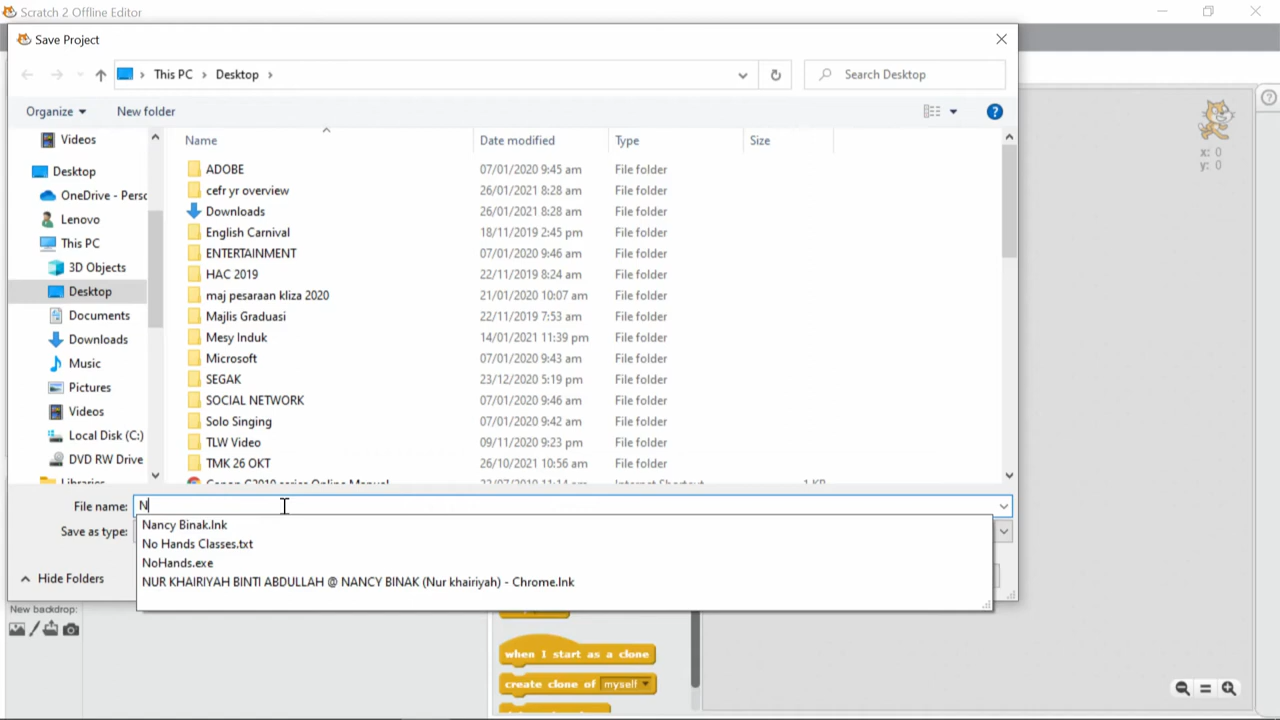 Scratch 2 Offline Editor
Save Project
This PC > Desktop >
Search Desktop
Organize
New folder
Name Date modified Type Size
Videos
Desktop
OneDrive - Persc
Lenovo
This PC
3D Objects
Desktop
Documents
Downloads
Music
Pictures
Videos
Local Disk (C:)
DVD RW Drive
Libraries
ADOBE 07/01/2020 9:45 am File folder
cefr yr overview 26/01/2021 8:28 am File folder
Downloads 26/01/2021 8:28 am File folder
English Carnival 18/11/2019 2:45 pm File folder
ENTERTAINMENT 07/01/2020 9:46 am File folder
HAC 2019 22/11/2019 8:24 am File folder
maj pesaraan kliza 2020 21/01/2020 10:07 am File folder
Majlis Graduasi 22/11/2019 7:53 am File folder
Mesy Induk 14/01/2021 11:39 pm File folder
Microsoft 07/01/2020 9:43 am File folder
SEGAK 23/12/2020 5:19 pm File folder
SOCIAL NETWORK 07/01/2020 9:46 am File folder
Solo Singing 07/01/2020 9:42 am File folder
TLW Video 09/11/2020 9:23 pm File folder
TMK 26 OKT 26/10/2021 10:56 am File folder
Canon G2010 series Online Manual Internet Shortcut 1 KB
File name: N
Save as type:
Nancy Binak.lnk
No Hands Classes.txt
NoHands.exe
NUR KHAIRIYAH BINTI ABDULLAH @ NANCY BINAK (Nur khairiyah) - Chrome.lnk
Hide Folders
New backdrop:
when I start as a clone
create clone of myself
x: 0
y: 0